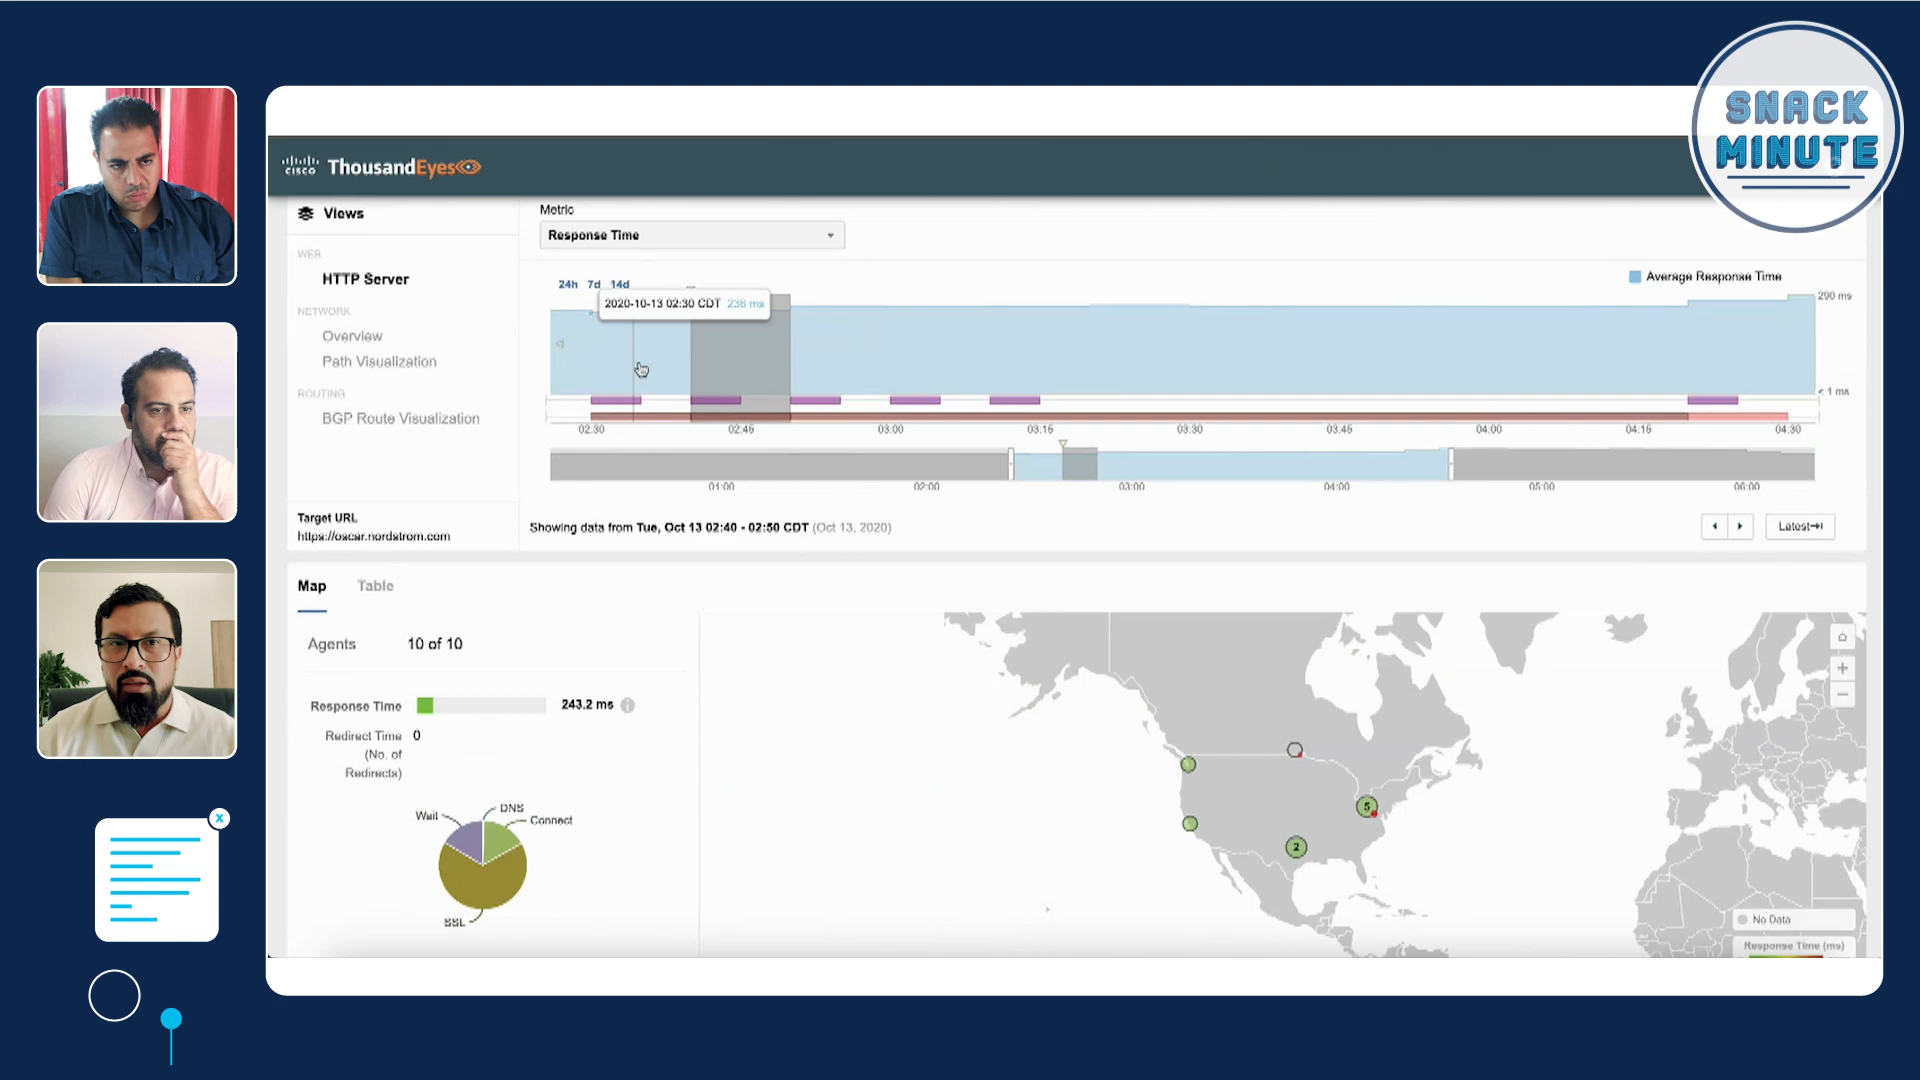 SNACK
MINUTE
cisco ThousandEyes
Views
WEB
HTTP Server
NETWORK
Overview
Path Visualization
ROUTING
BGP Route Visualization
Target URL
https://oscar.nordstrom.com
Metric
Response Time
24h 7d 14d
Average Response Time
2020-10-13 02:30 CDT 236 ms
200 ms
< 1 ms
02:30 02:45 03:00 03:15 03:30 03:45 04:00 04:15 04:30
01:00 02:00 03:00 04:00 05:00 06:00
Showing data from Tue, Oct 13 02:40 - 02:50 CDT (Oct 13, 2020)
Latest
Map Table
Agents 10 of 10
Response Time 243.2 ms
Redirect Time 0
(No. of
Redirects)
Wait
DNS
Connect
SSL
5
2
No Data
Response Time (ms)
x